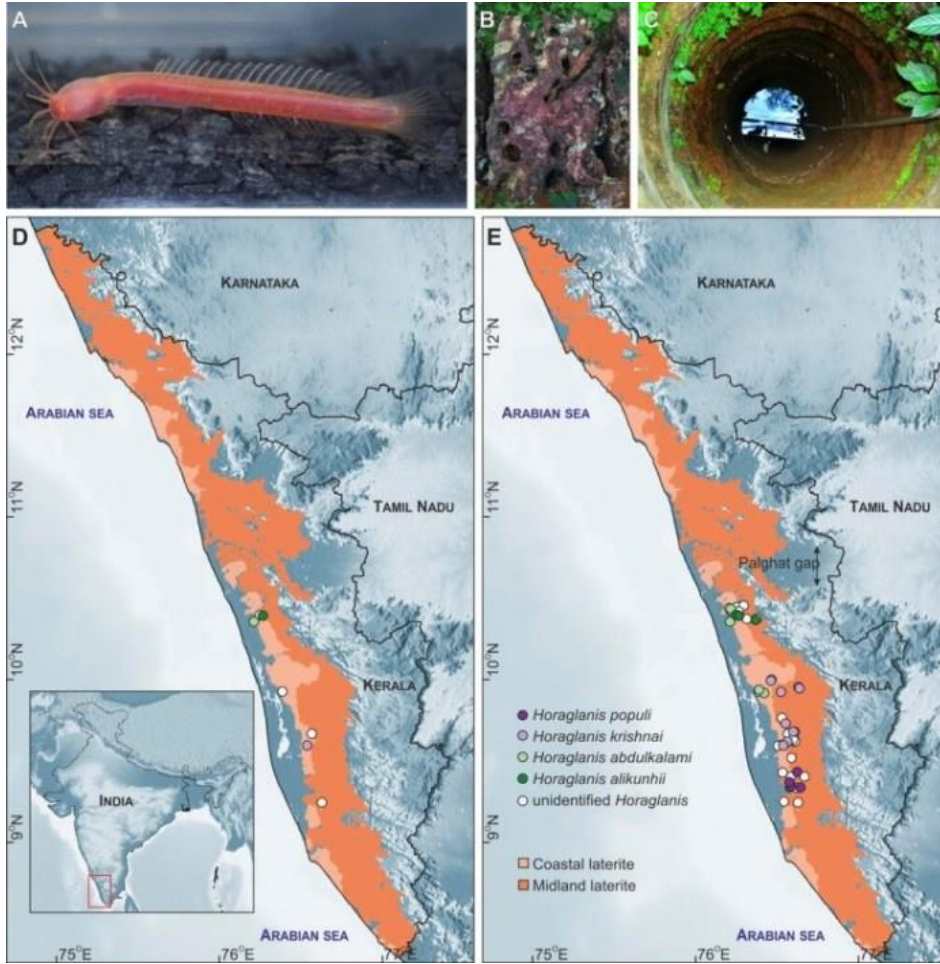 A
B
C
D
KARNATAKA
12°N
ARABIAN SEA
11°N
TAMIL NADU
10°N
KERALA
INDIA
9°N
ARABIAN SEA
75°E
76°E
77°E
E
KARNATAKA
12°N
ARABIAN SEA
11°N
TAMIL NADU
Palghat gap
10°N
KERALA
Horaglanis populi
Horaglanis krishnai
Horaglanis abdulkalami
Horaglanis alikunhii
unidentified Horaglanis
9°N
Coastal laterite
Midland laterite
ARABIAN SEA
75°E
76°E
77°E